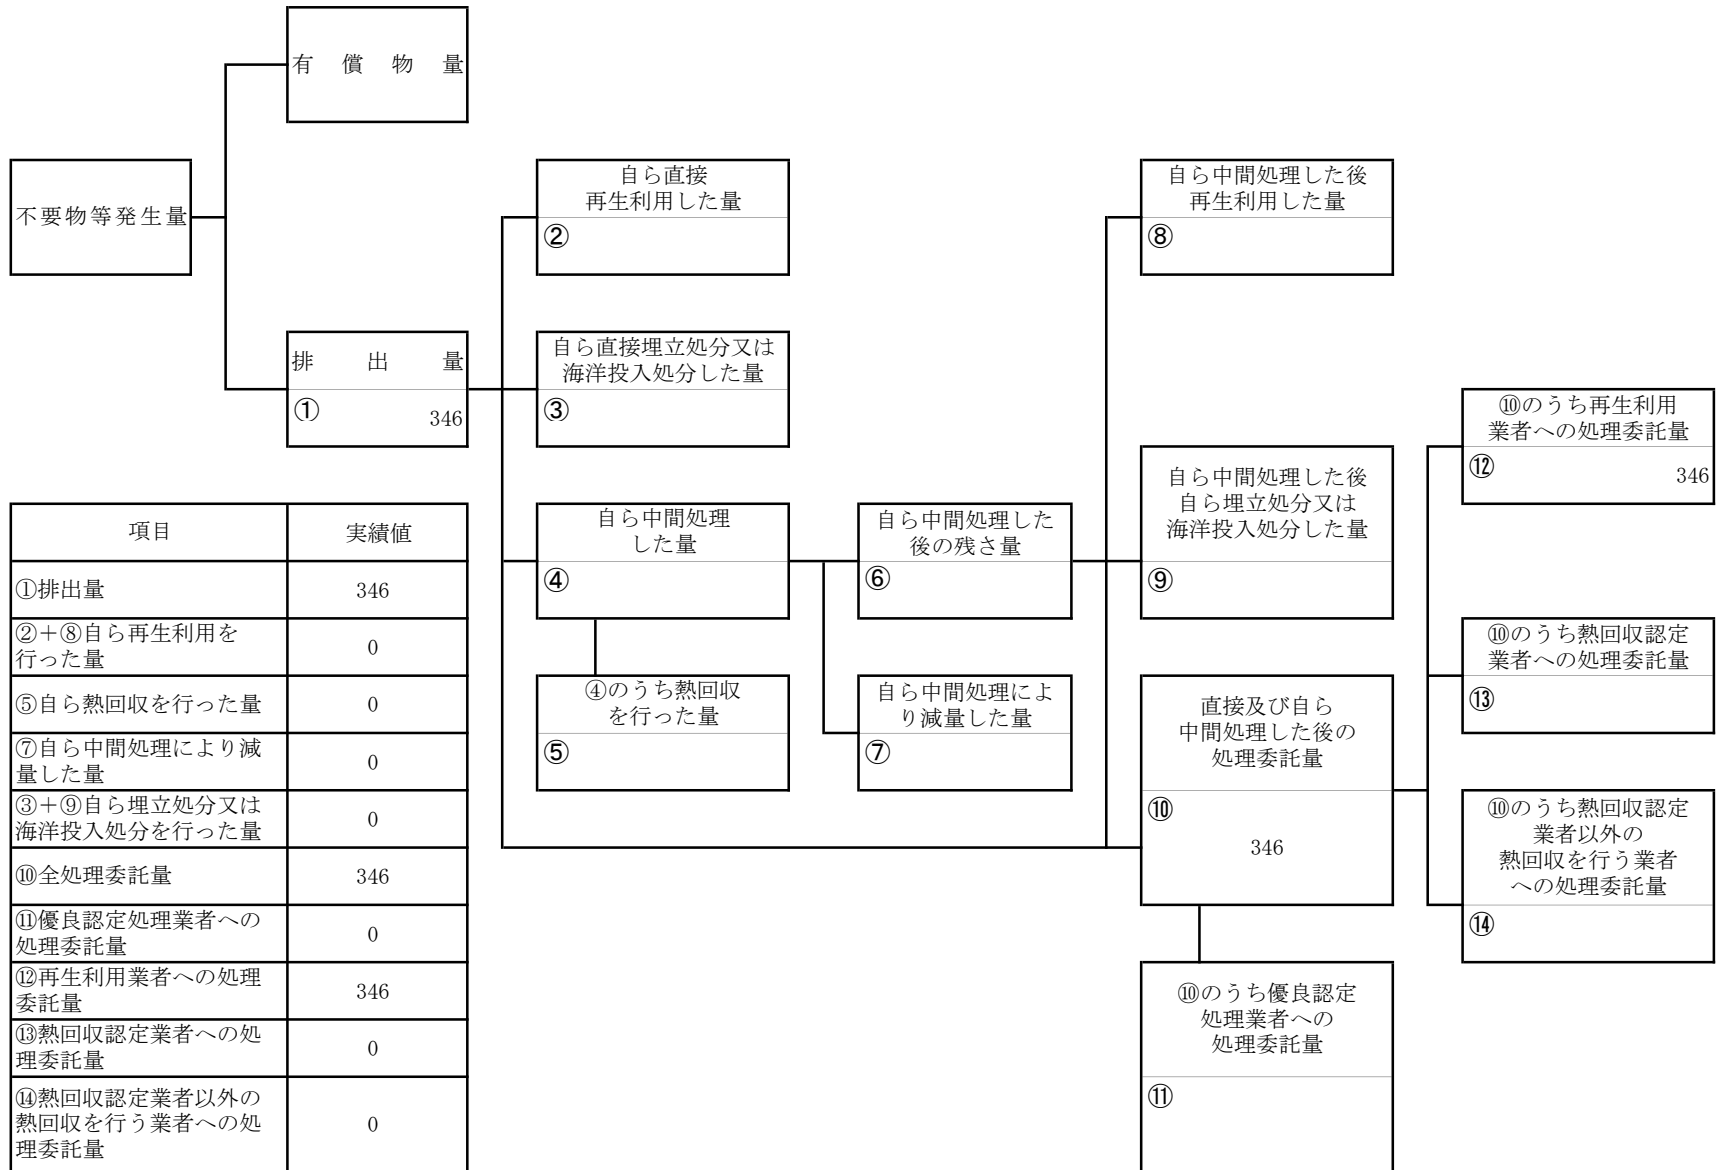 有償物量
不要物等発生量
排出量
①
346
自ら直接
再生利用した量
②
自ら直接埋立処分又は
海洋投入処分した量
③
自ら中間処理
した量
④
④のうち熱回収
を行った量
⑤
自ら中間処理した
後の残さ量
⑥
自ら中間処理によ
り減量した量
⑦
自ら中間処理した後
再生利用した量
⑧
自ら中間処理した後
自ら埋立処分又は
海洋投入処分した量
⑨
直接及び自ら
中間処理した後の
処理委託量
⑩
346
⑩のうち優良認定
処理業者への
処理委託量
⑪
⑩のうち再生利用
業者への処理委託量
⑫
346
⑩のうち熱回収認定
業者への処理委託量
⑬
⑩のうち熱回収認定
業者以外の
熱回収を行う業者
への処理委託量
⑭
項目 実績値
①排出量 346
②＋⑧自ら再生利用を
行った量
0
⑤自ら熱回収を行った量 0
⑦自ら中間処理により減
量した量
0
③＋⑨自ら埋立処分又は
海洋投入処分を行った量
0
⑩全処理委託量 346
⑪優良認定処理業者への
処理委託量
0
⑫再生利用業者への処理
委託量
346
⑬熱回収認定業者への処
理委託量
0
⑭熱回収認定業者以外の
熱回収を行う業者への処
理委託量
0